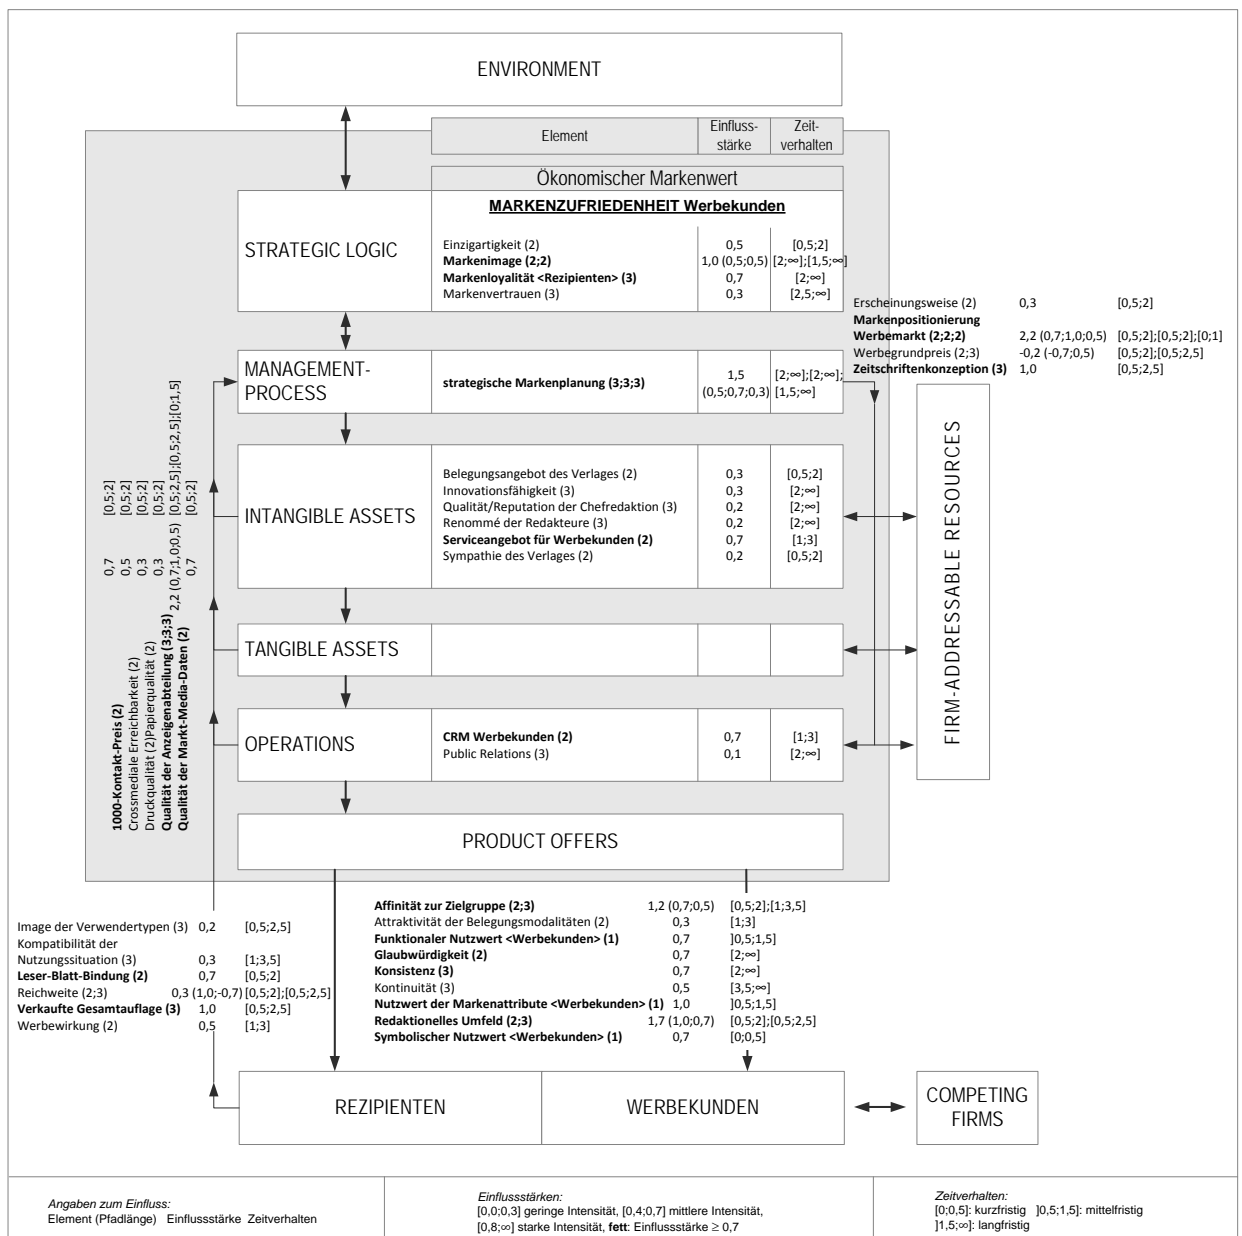 ENVIRONMENT
Element
Einfluss-
stärke
Zeit-
verhalten
Ökonomischer Markenwert
MARKENZUFRIEDENHEIT Werbekunden
STRATEGIC LOGIC
Einzigartigkeit (2) 0,5 [0,5;2]
Markenimage (2;2) 1,0 (0,5;0,5) [2;∞];[1,5;∞]
Markenloyalität <Rezipienten> (3) 0,7 [2;∞]
Markenvertrauen (3) 0,3 [2,5;∞]
Erscheinungsweise (2) 0,3 [0,5;2]
Markenpositionierung
Werbemarkt (2;2;2) 2,2 (0,7;1,0;0,5) [0,5;2];[0,5;2];[0;1]
Werbegrundpreis (2;3) -0,2 (-0,7;0,5) [0,5;2];[0,5;2,5]
Zeitschriftenkonzeption (3) 1,0 [0,5;2,5]
MANAGEMENT-
PROCESS
strategische Markenplanung (3;3;3)
1,5
(0,5;0,7;0,3)
[2;∞];[2;∞];
[1,5;∞]
INTANGIBLE ASSETS
Belegungsangebot des Verlages (2) 0,3 [0,5;2]
Innovationsfähigkeit (3) 0,3 [2;∞]
Qualität/Reputation der Chefredaktion (3) 0,2 [2;∞]
Renommé der Redakteure (3) 0,2 [2;∞]
Serviceangebot für Werbekunden (2) 0,7 [1;3]
Sympathie des Verlages (2) 0,2 [0,5;2]
FIRM-ADDRESSABLE RESOURCES
TANGIBLE ASSETS
OPERATIONS
CRM Werbekunden (2) 0,7 [1;3]
Public Relations (3) 0,1 [2;∞]
1000-Kontakt-Preis (2) 0,7 [0,5;2]
Crossmediale Erreichbarkeit (2) 0,5 [0,5;2]
Druckqualität (2)Papierqualität (2) 0,3 [0,5;2]
0,3 [0,5;2]
Qualität der Anzeigenabteilung (3;3;3) 2,2 (0,7;1,0;0,5) [0,5;2,5];[0,5;2,5];[0;1,5]
Qualität der Markt-Media-Daten (2) 0,7 [0,5;2]
PRODUCT OFFERS
Image der Verwendertypen (3) 0,2 [0,5;2,5]
Kompatibilität der
Nutzungssituation (3) 0,3 [1;3,5]
Leser-Blatt-Bindung (2) 0,7 [0,5;2]
Reichweite (2;3) 0,3 (1,0;-0,7) [0,5;2];[0,5;2,5]
Verkaufte Gesamtauflage (3) 1,0 [0,5;2,5]
Werbewirkung (2) 0,5 [1;3]
Affinität zur Zielgruppe (2;3) 1,2 (0,7;0,5) [0,5;2];[1;3,5]
Attraktivität der Belegungsmodalitäten (2) 0,3 [1;3]
Funktionaler Nutzwert <Werbekunden> (1) 0,7 ]0,5;1,5]
Glaubwürdigkeit (2) 0,7 [2;∞]
Konsistenz (3) 0,7 [2;∞]
Kontinuität (3) 0,5 [3,5;∞]
Nutzwert der Markenattribute <Werbekunden> (1) 1,0 ]0,5;1,5]
Redaktionelles Umfeld (2;3) 1,7 (1,0;0,7) [0,5;2];[0,5;2,5]
Symbolischer Nutzwert <Werbekunden> (1) 0,7 [0;0,5]
REZIPIENTEN
WERBEKUNDEN
COMPETING
FIRMS
Angaben zum Einfluss:
Element (Pfadlänge) Einflussstärke Zeitverhalten
Einflussstärken:
[0,0;0,3] geringe Intensität, [0,4;0,7] mittlere Intensität,
[0,8;∞] starke Intensität, fett: Einflussstärke ≥ 0,7
Zeitverhalten:
[0;0,5]: kurzfristig ]0,5;1,5]: mittelfristig
]1,5;∞]: langfristig